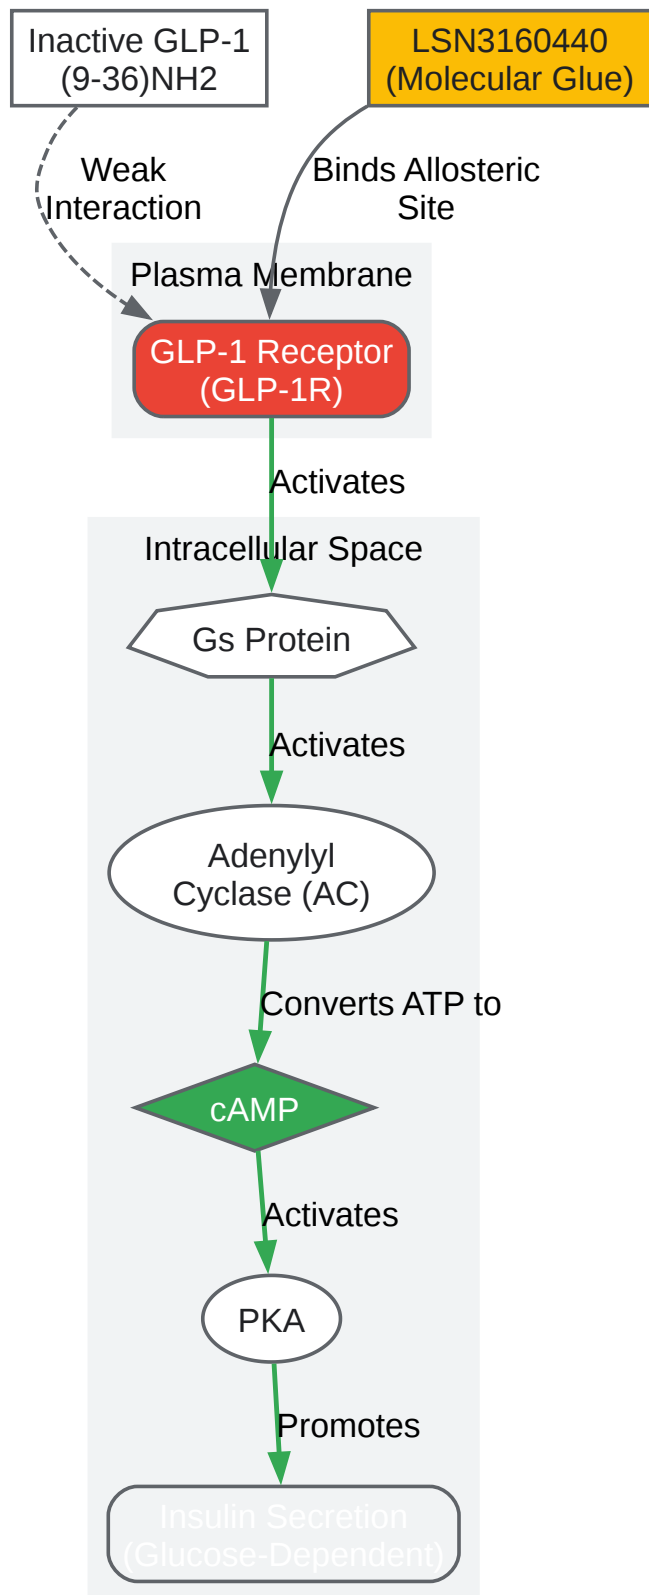 Inactive GLP-1
(9-36)NH2
LSN3160440
(Molecular Glue)
Weak
Interaction
Binds Allosteric
Site
Plasma Membrane
GLP-1 Receptor
(GLP-1R)
Activates
Intracellular Space
Gs Protein
Activates
Adenylyl
Cyclase (AC)
Converts ATP to
cAMP
Activates
PKA
Promotes
Insulin Secretion
(Glucose-Dependent)